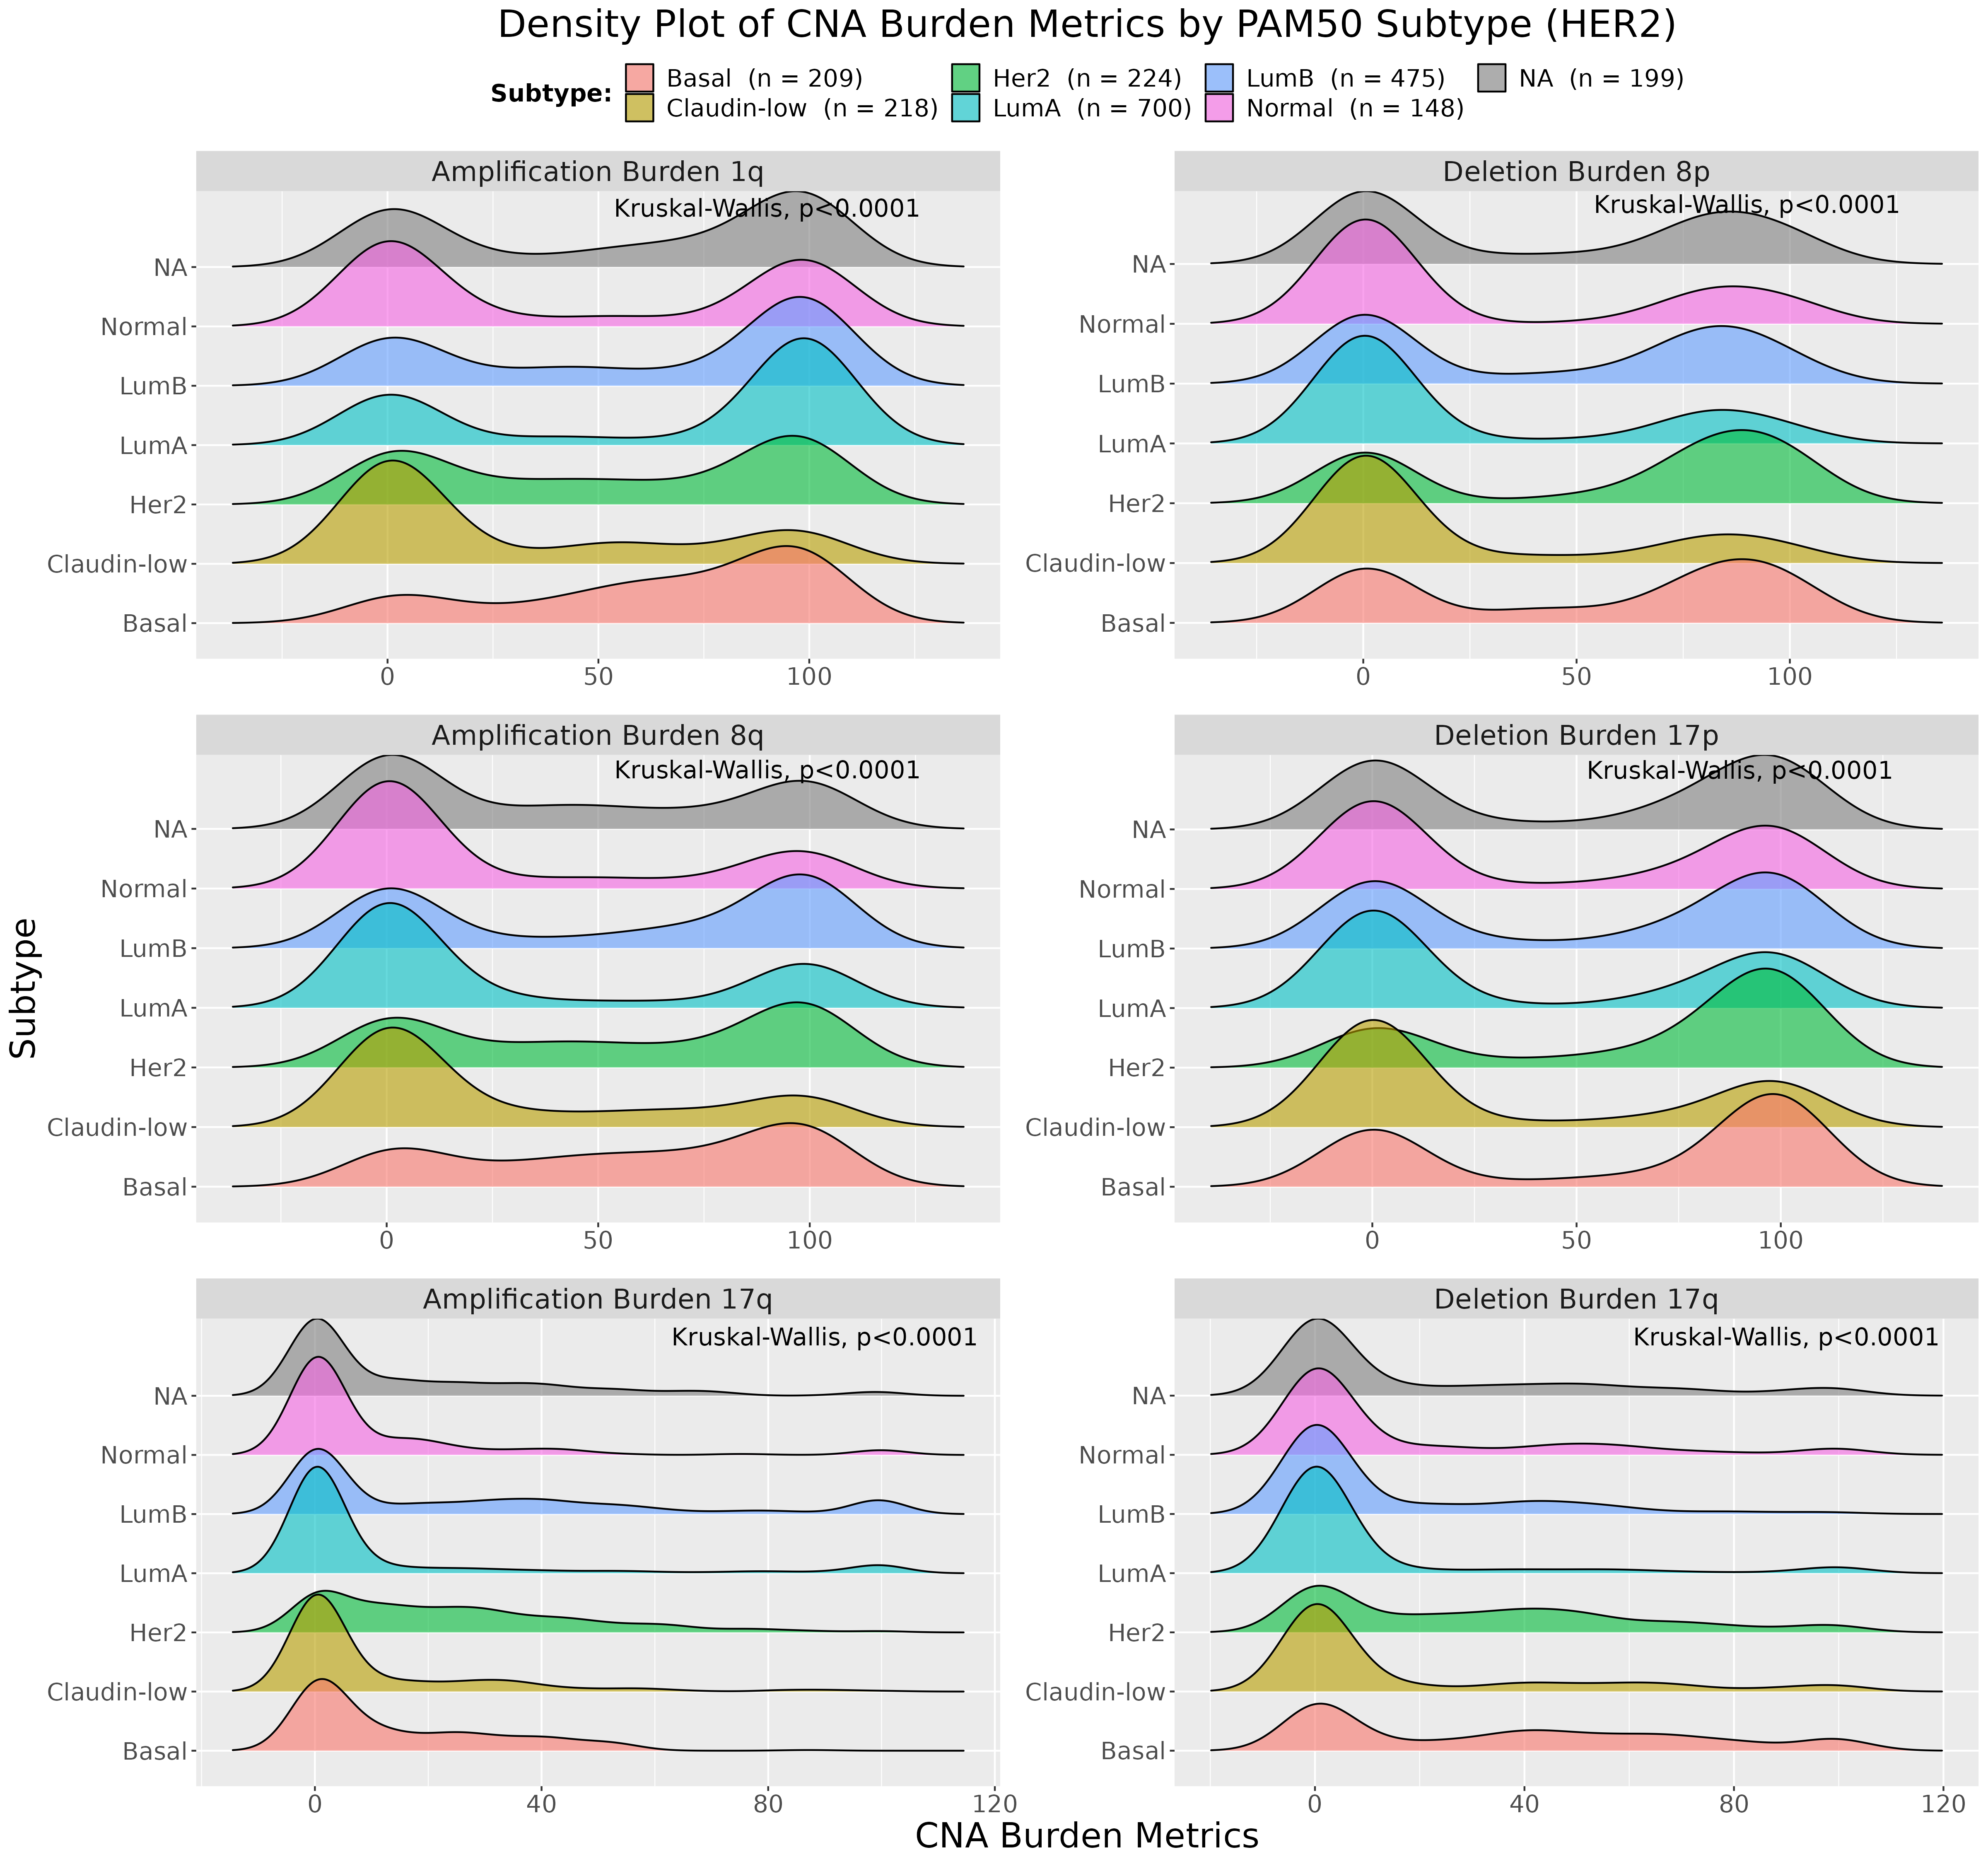 Density Plot of CNA Burden Metrics by PAM50 Subtype (HER2)
Subtype:
Basal (n = 209)
Her2 (n = 224)
LumB (n = 475)
NA (n = 199)
Claudin-low (n = 218)
LumA (n = 700)
Normal (n = 148)
Amplification Burden 1q
Kruskal-Wallis, p<0.0001
NA
Normal
LumB
LumA
Her2
Claudin-low
Basal
0 50 100
Deletion Burden 8p
Kruskal-Wallis, p<0.0001
NA
Normal
LumB
LumA
Her2
Claudin-low
Basal
0 50 100
Amplification Burden 8q
Kruskal-Wallis, p<0.0001
NA
Normal
LumB
LumA
Her2
Claudin-low
Basal
0 50 100
Deletion Burden 17p
Kruskal-Wallis, p<0.0001
NA
Normal
LumB
LumA
Her2
Claudin-low
Basal
0 50 100
Amplification Burden 17q
Kruskal-Wallis, p<0.0001
NA
Normal
LumB
LumA
Her2
Claudin-low
Basal
0 40 80 120
Deletion Burden 17q
Kruskal-Wallis, p<0.0001
NA
Normal
LumB
LumA
Her2
Claudin-low
Basal
0 40 80 120
Subtype
CNA Burden Metrics